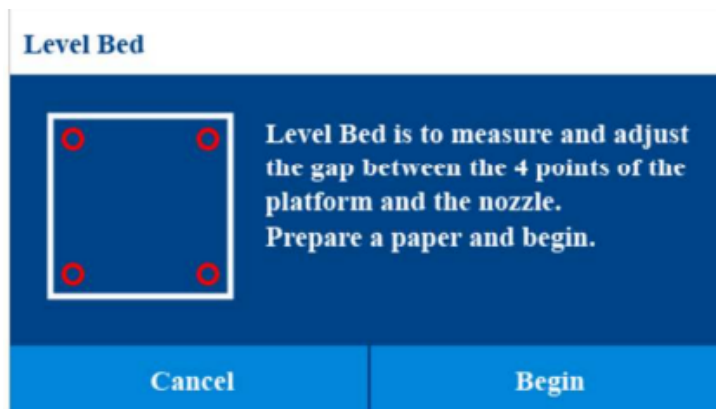 Level Bed
Level Bed is to measure and adjust
the gap between the 4 points of the
platform and the nozzle.
Prepare a paper and begin.
Cancel
Begin